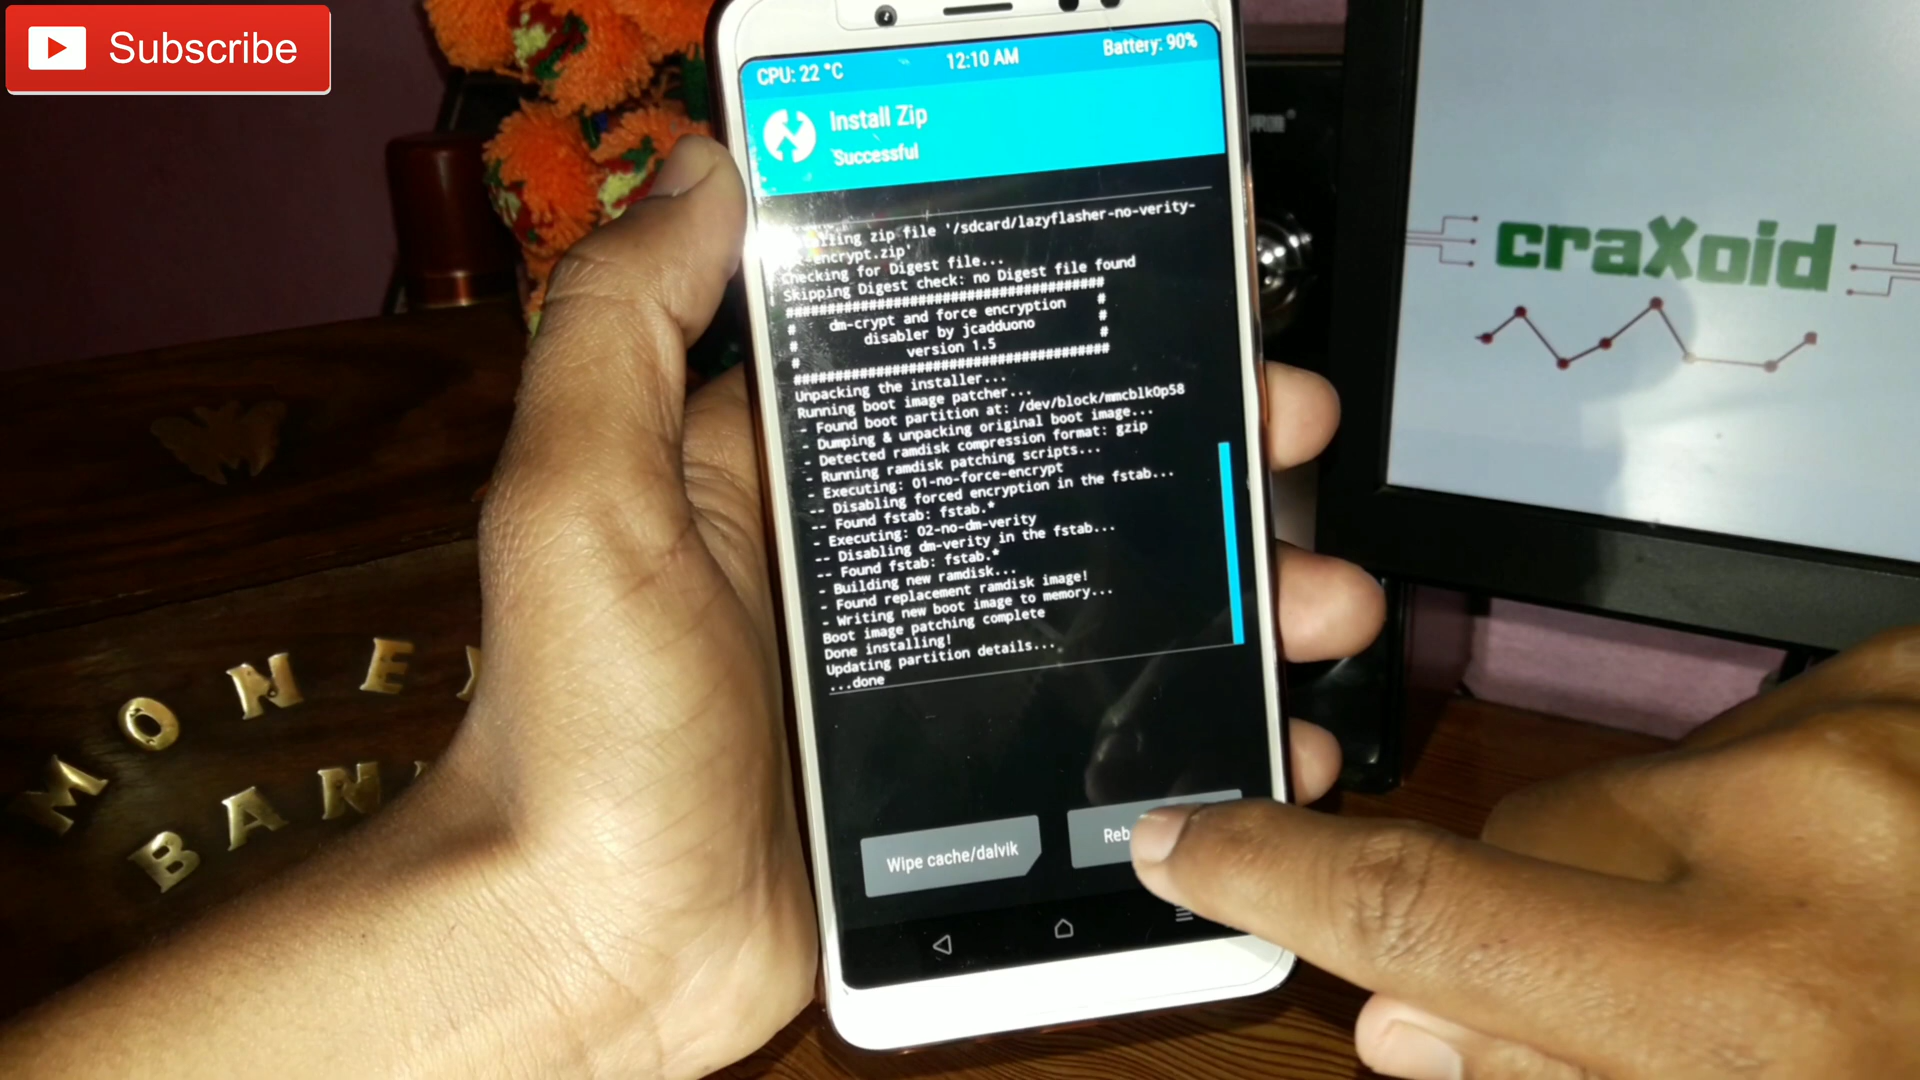 Subscribe
CPU: 22 °C
12:10 AM
Battery: 90%
Install Zip
Successful
zip file '/sdcard/lazyflasher-no-verity-
-encrypt.zip'
Checking for Digest file...
Skipping Digest check: no Digest file found
########################################
# dm-crypt and force encryption #
# disabler by jcadduono #
# version 1.5 #
########################################
Unpacking the installer...
Running boot image patcher...
- Found boot partition at: /dev/block/mmcblk0p58
- Dumping & unpacking original boot image...
- Detected ramdisk compression format: gzip
- Running ramdisk patching scripts...
- Executing: 01-no-force-encrypt
-- Disabling forced encryption in the fstab...
-- Found fstab: fstab.*
- Executing: 02-no-dm-verity
-- Disabling dm-verity in the fstab...
-- Found fstab: fstab.*
- Building new ramdisk...
- Found replacement ramdisk image!
- Writing new boot image to memory...
Boot image patching complete
Done installing!
Updating partition details...
...done
Wipe cache/dalvik
Reb
craXoid
MONEY
BAN